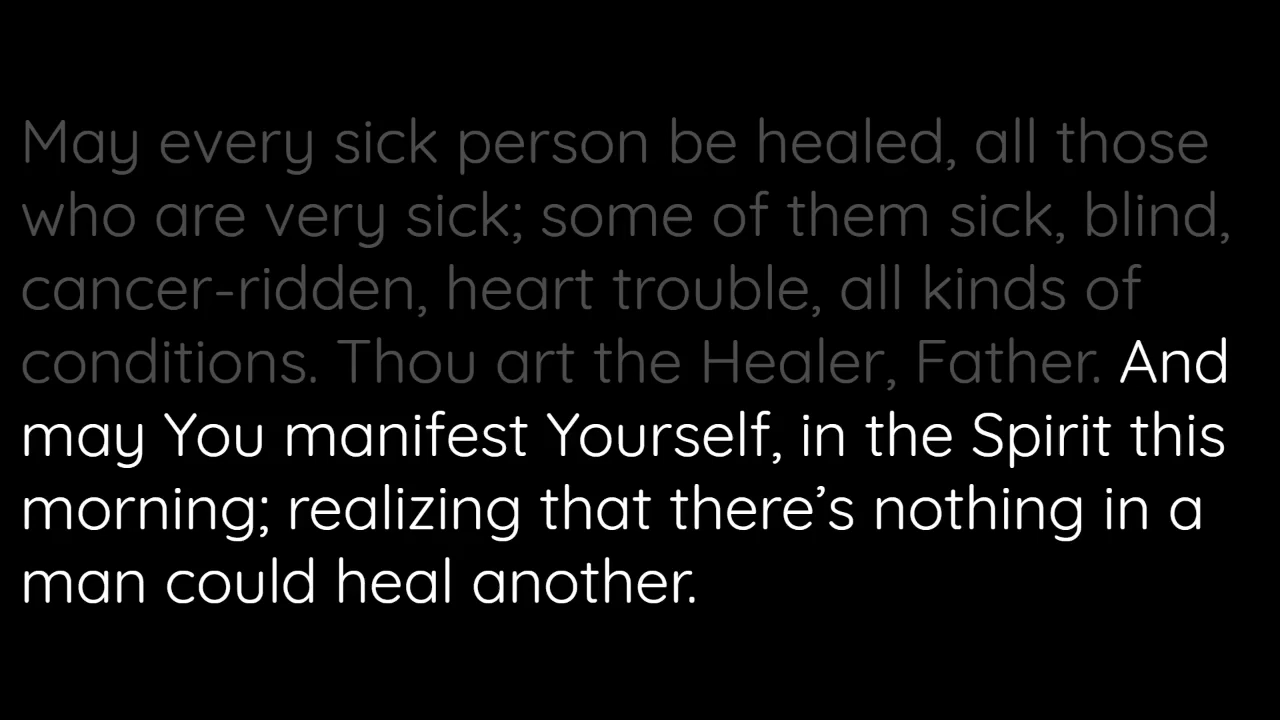 May every sick person be healed, all those
who are very sick; some of them sick, blind,
cancer-ridden, heart trouble, all kinds of
conditions. Thou art the Healer, Father. And
may You manifest Yourself, in the Spirit this
morning; realizing that there’s nothing in a
man could heal another.